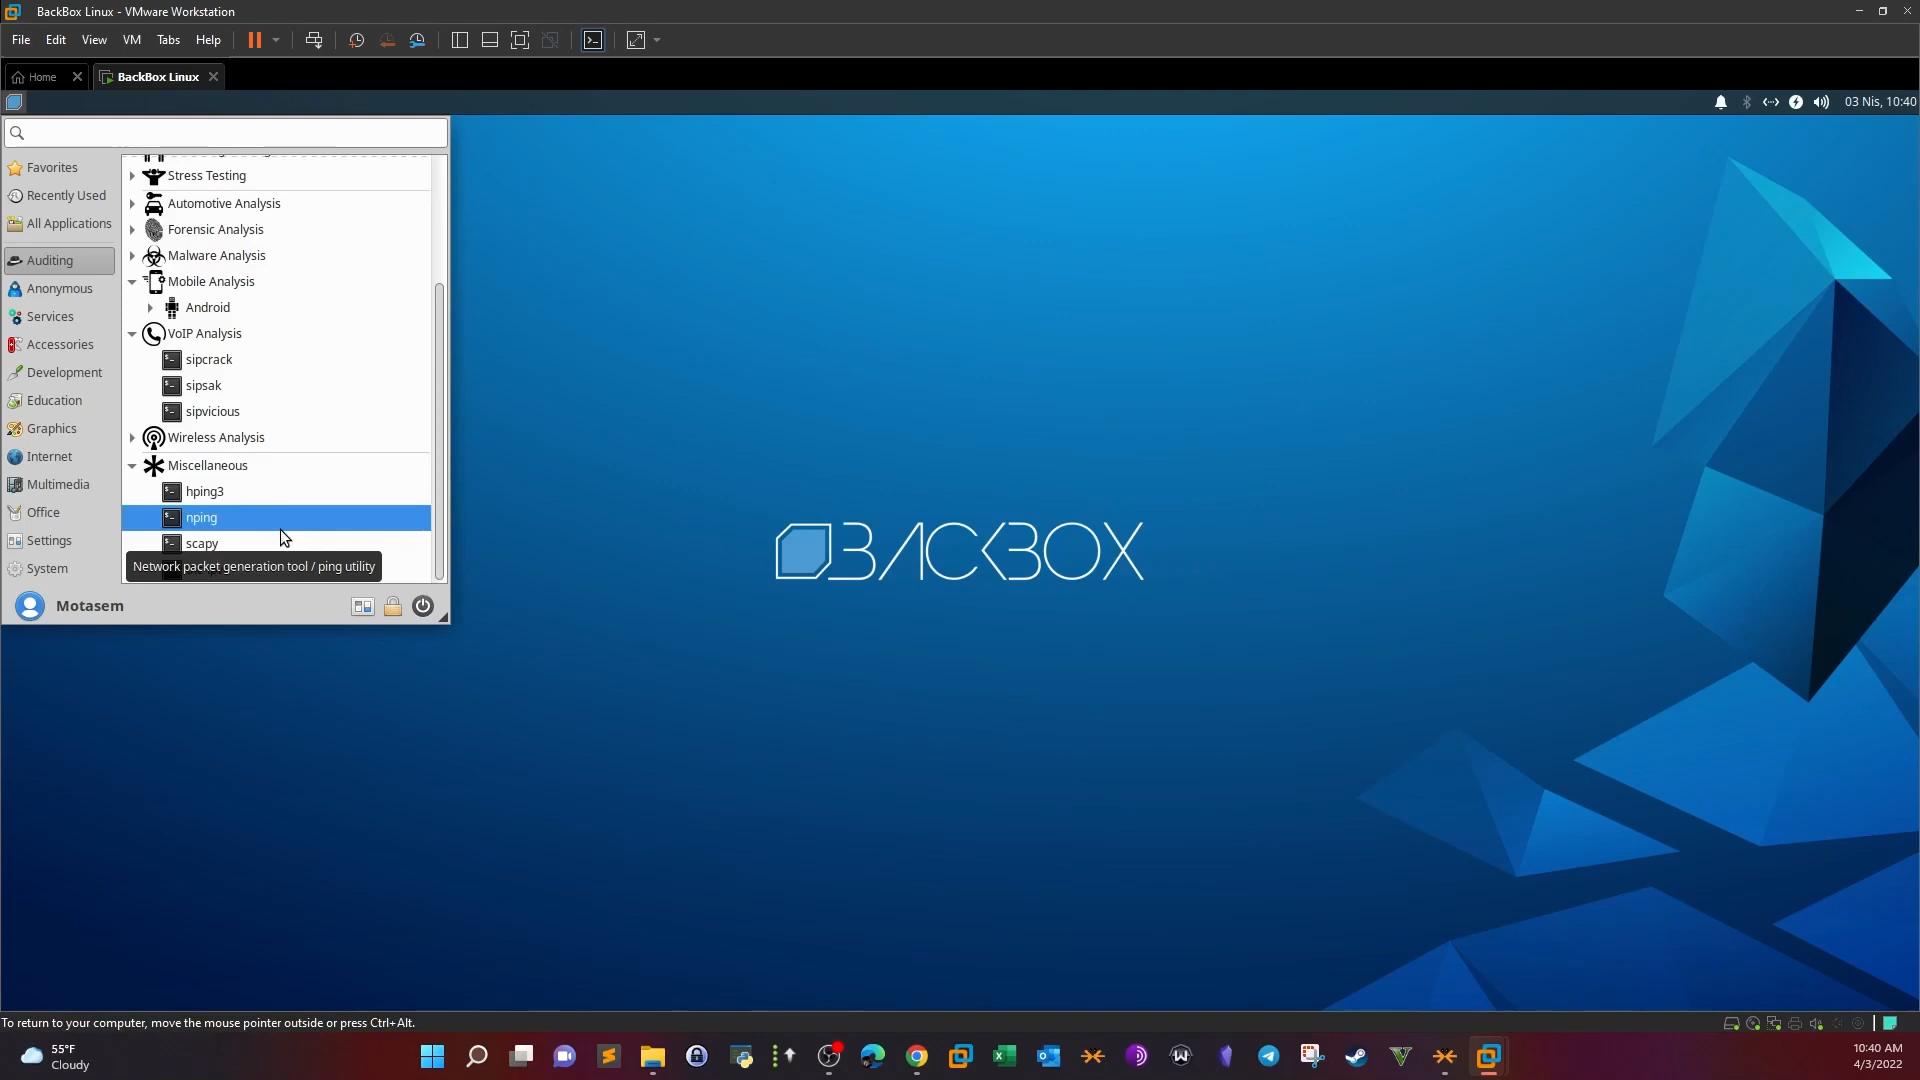 BackBox Linux - VMware Workstation
File Edit View VM Tabs Help
Home BackBox Linux
03 Nis, 10:40
Favorites
Recently Used
All Applications
Auditing
Anonymous
Services
Accessories
Development
Education
Graphics
Internet
Multimedia
Office
Settings
System
Stress Testing
Automotive Analysis
Forensic Analysis
Malware Analysis
Mobile Analysis
Android
VoIP Analysis
sipcrack
sipsak
sipvicious
Wireless Analysis
Miscellaneous
hping3
nping
scapy
Network packet generation tool / ping utility
Motasem
BACKBOX
To return to your computer, move the mouse pointer outside or press Ctrl+Alt.
55°F
Cloudy
10:40 AM
4/3/2022